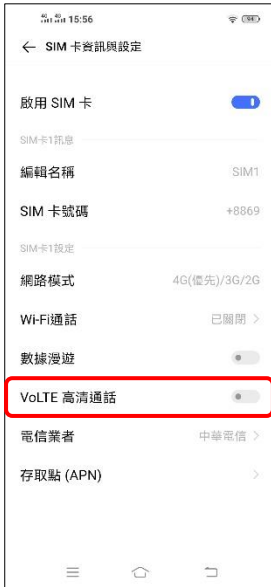 4G 4G 15:56
← SIM 卡資訊與設定
啟用 SIM 卡
SIM卡1訊息
編輯名稱 SIM1
SIM 卡號碼 +8869
SIM卡1設定
網路模式 4G(優先)/3G/2G
Wi-Fi通話 已關閉 >
數據漫遊
VoLTE 高清通話
電信業者 中華電信 >
存取點 (APN) >